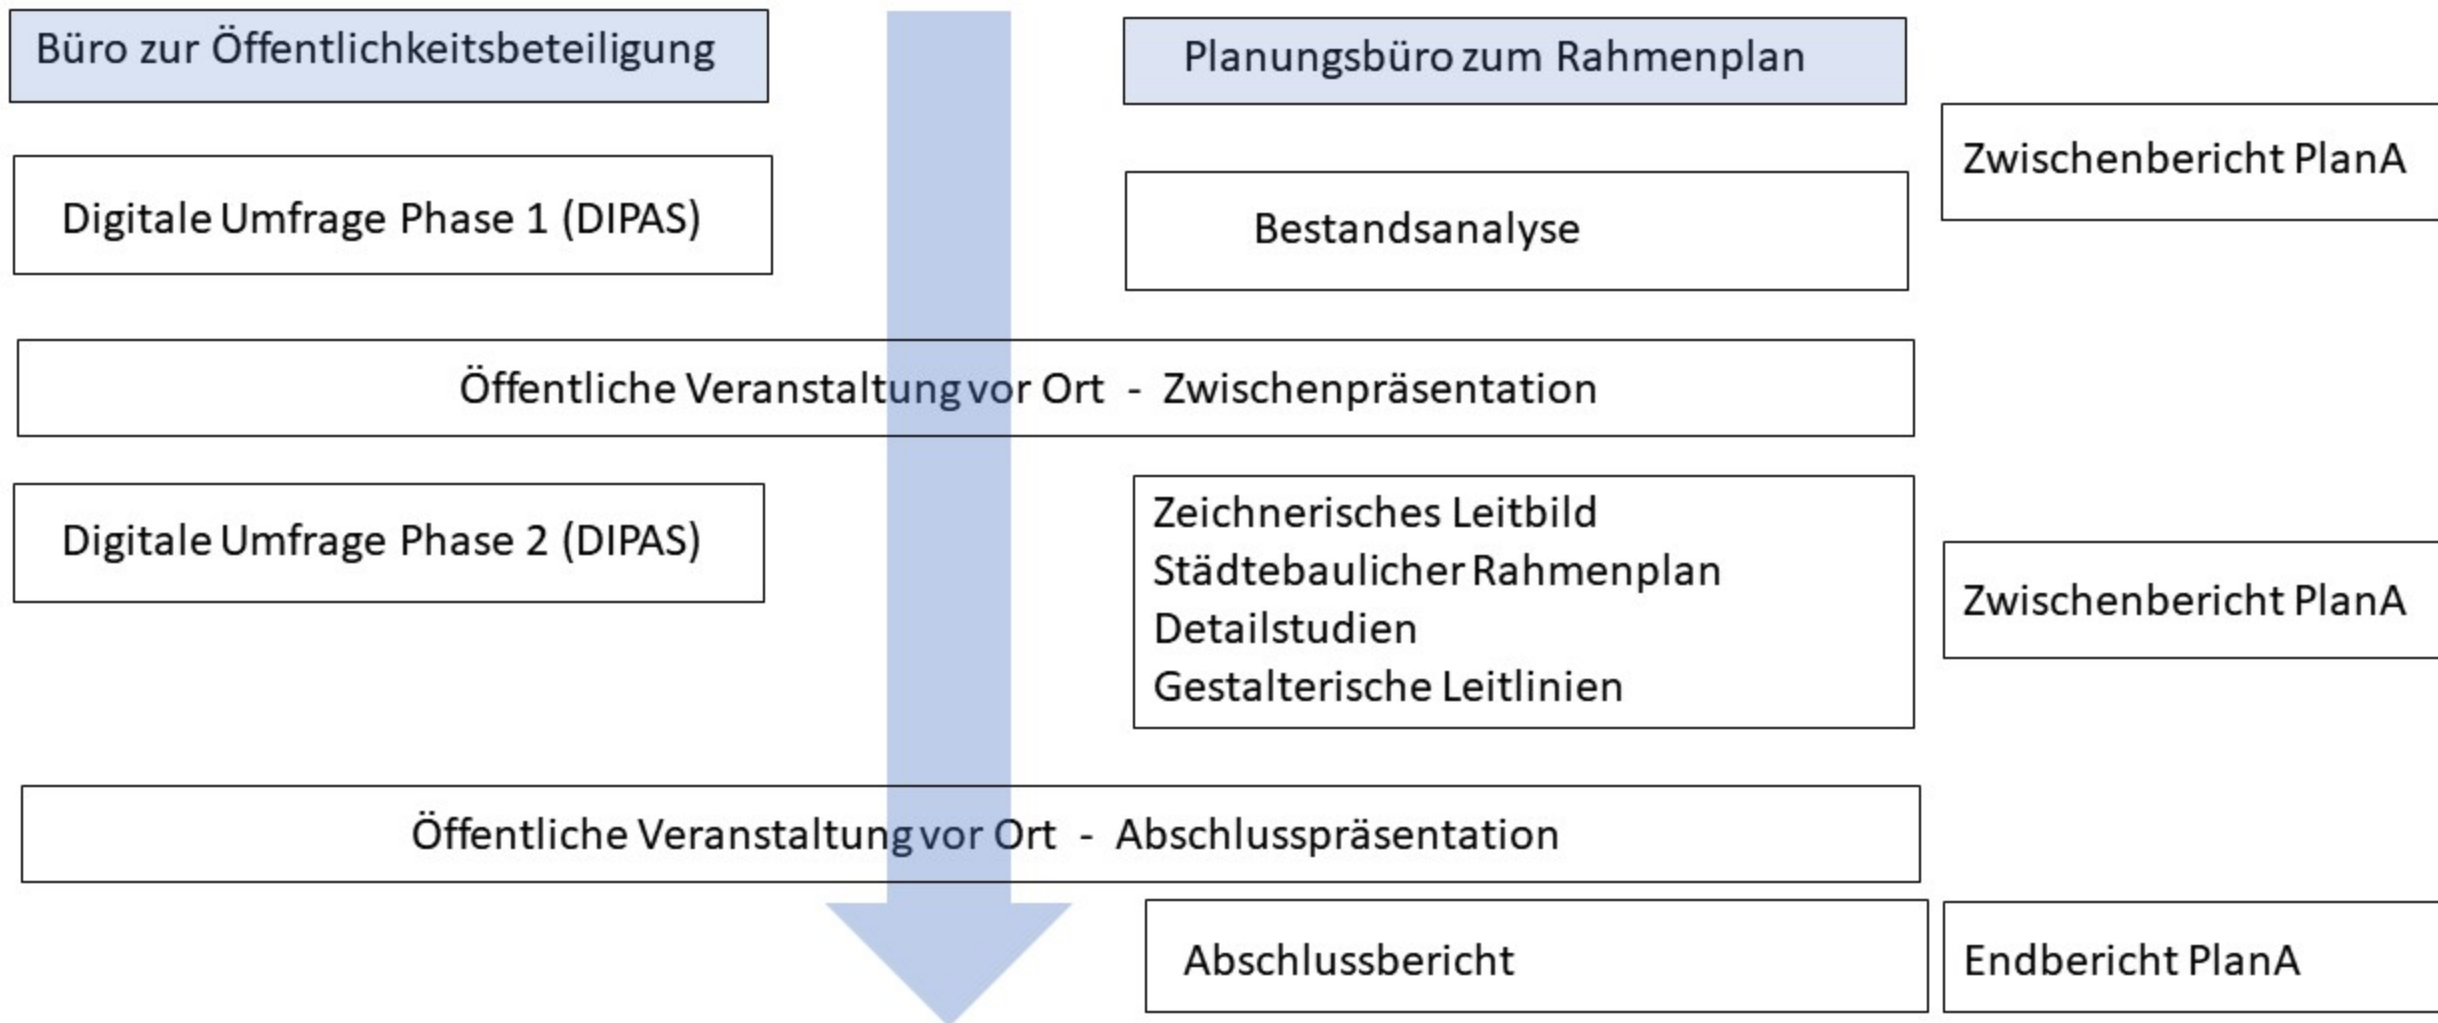 Büro zur Öffentlichkeitsbeteiligung
Planungsbüro zum Rahmenplan
Zwischenbericht PlanA
Digitale Umfrage Phase 1 (DIPAS)
Bestandsanalyse
Öffentliche Veranstaltung vor Ort - Zwischenpräsentation
Digitale Umfrage Phase 2 (DIPAS)
Zeichnerisches Leitbild
Städtebaulicher Rahmenplan
Detailstudien
Gestalterische Leitlinien
Zwischenbericht PlanA
Öffentliche Veranstaltung vor Ort - Abschlusspräsentation
Abschlussbericht
Endbericht PlanA